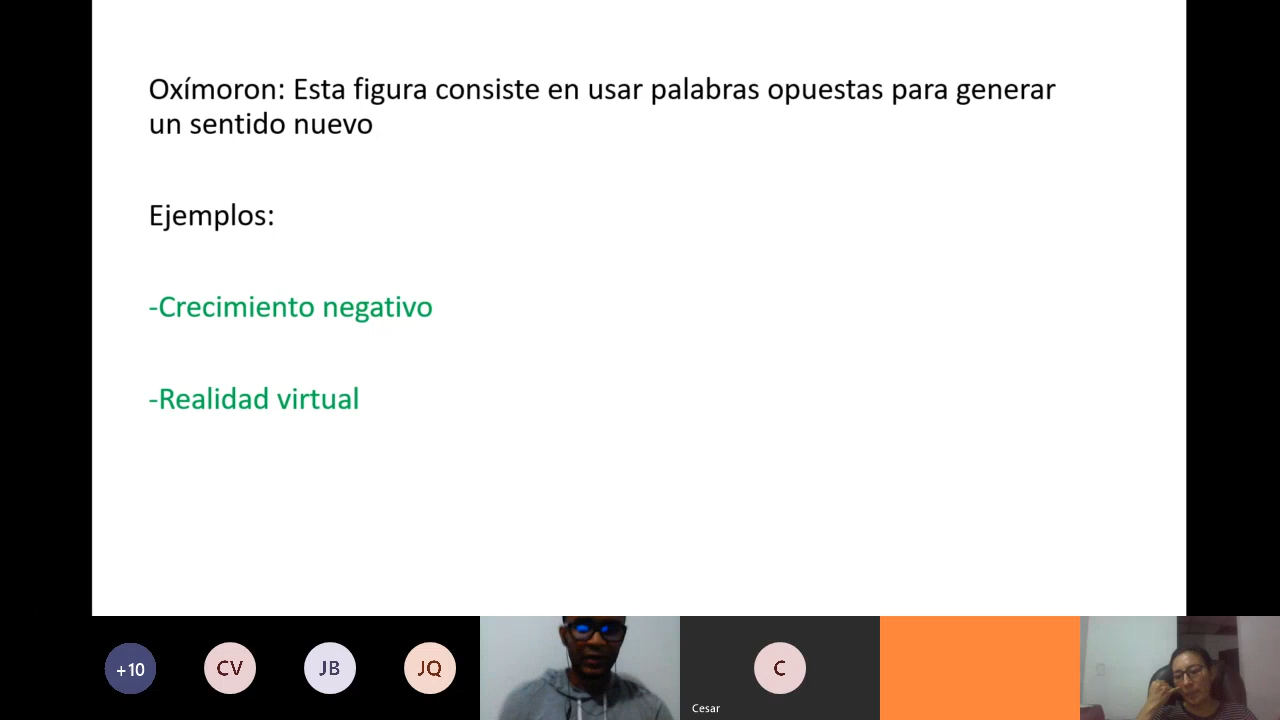 Oxímoron: Esta figura consiste en usar palabras opuestas para generar
un sentido nuevo
Ejemplos:
-Crecimiento negativo
-Realidad virtual
+10
CV
JB
JQ
C
Cesar